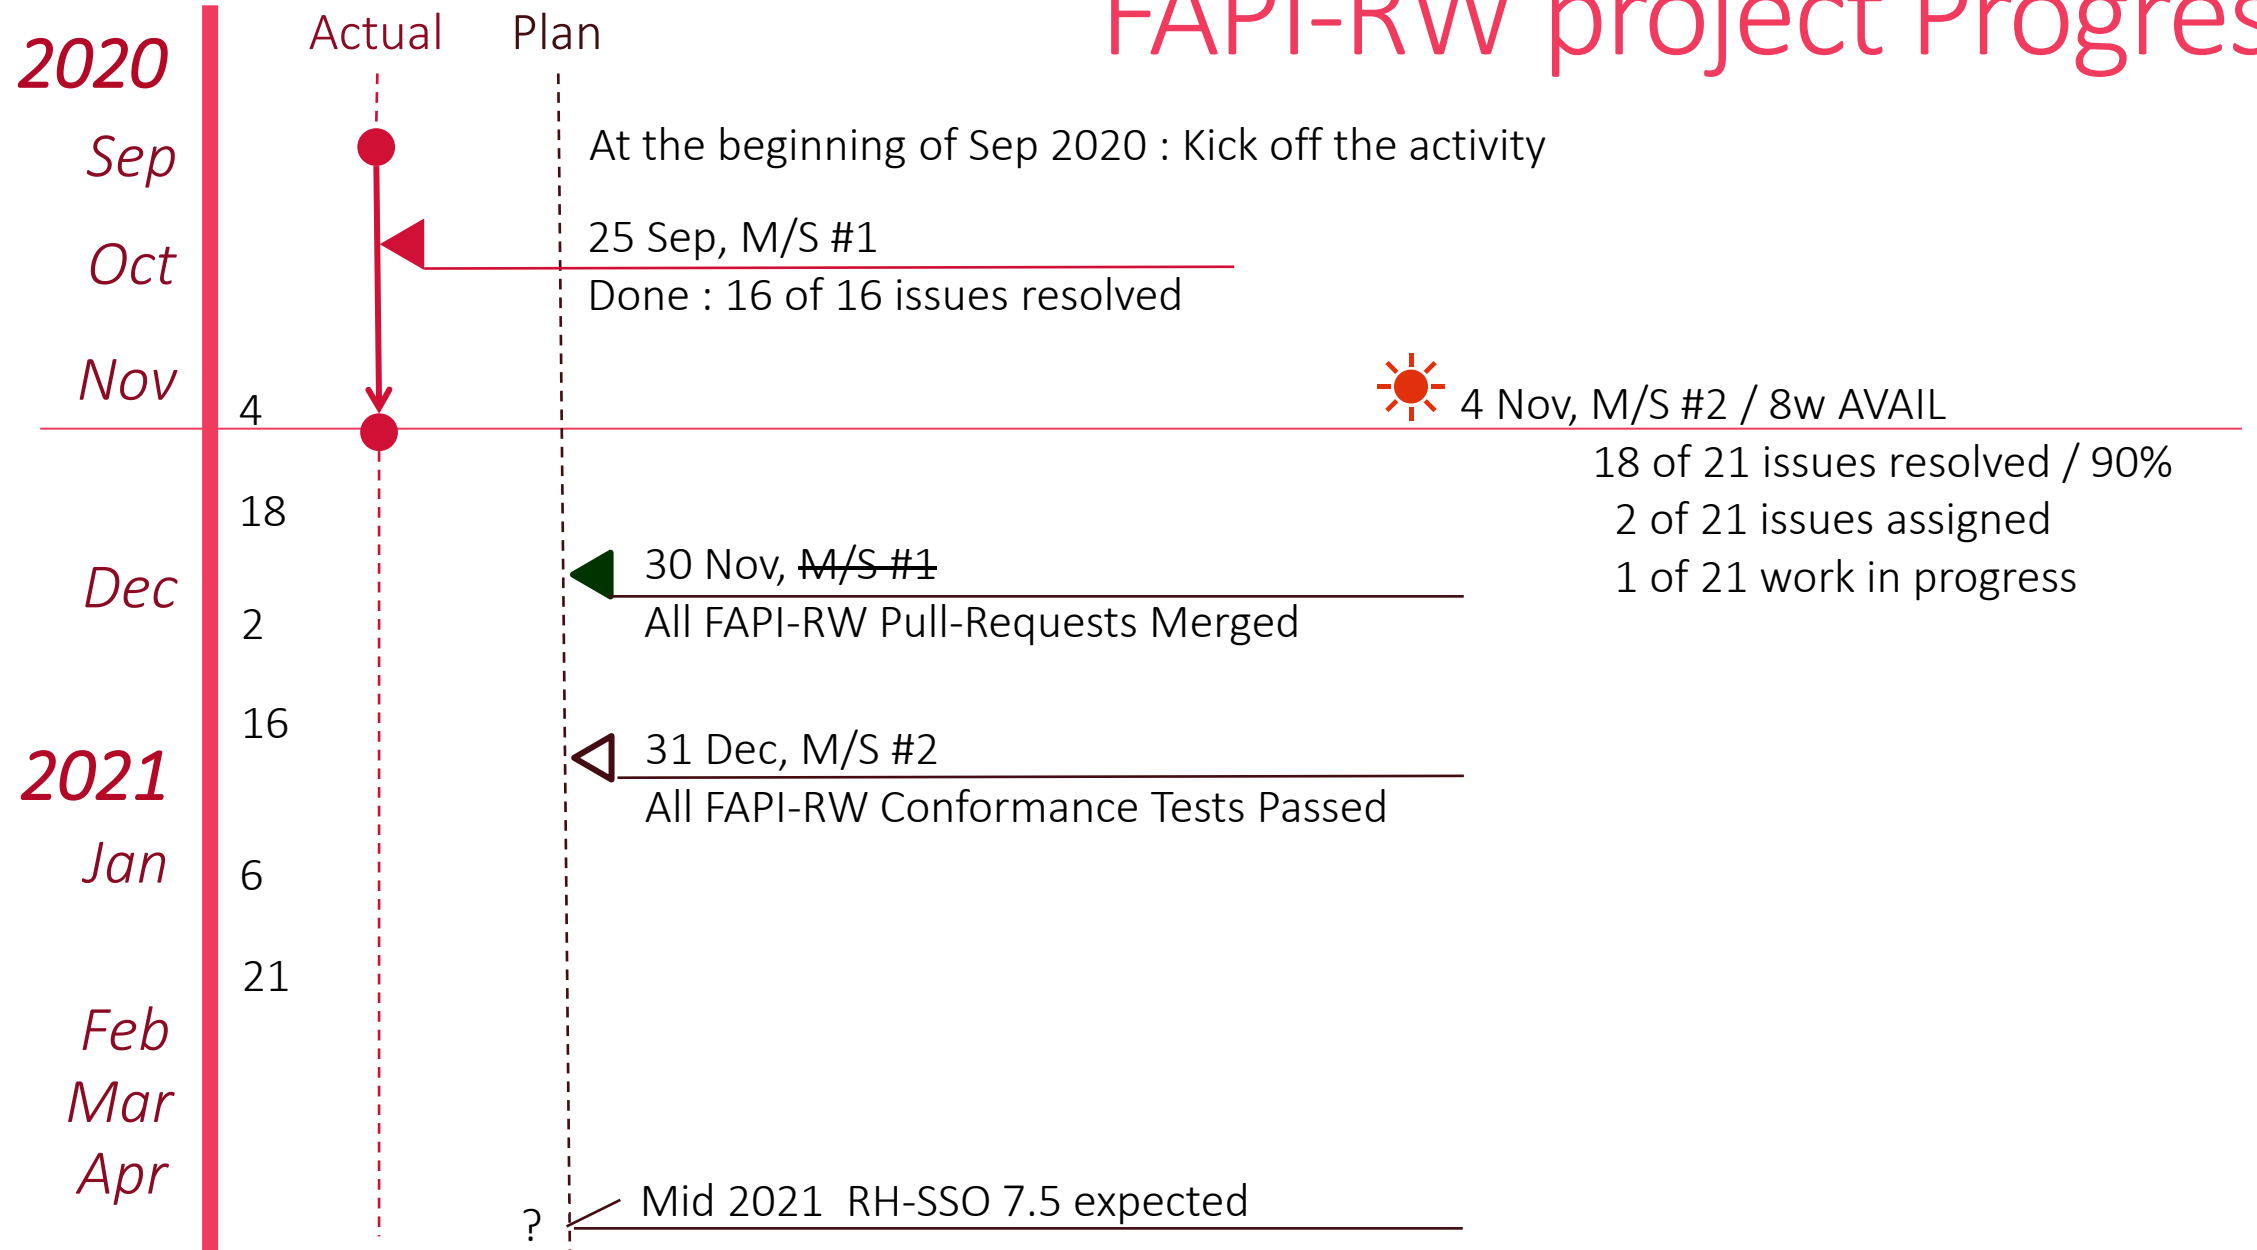 FAPI-RW project Progres
Actual
Plan
2020
Sep
At the beginning of Sep 2020 : Kick off the activity
25 Sep, M/S #1
Oct
Done : 16 of 16 issues resolved
Nov
4
4 Nov, M/S #2 / 8w AVAIL
18 of 21 issues resolved / 90%
18
2 of 21 issues assigned
30 Nov, M/S #1
1 of 21 work in progress
Dec
2
All FAPI-RW Pull-Requests Merged
16
31 Dec, M/S #2
2021
All FAPI-RW Conformance Tests Passed
Jan
6
21
Feb
Mar
Apr
Mid 2021 RH-SSO 7.5 expected
?